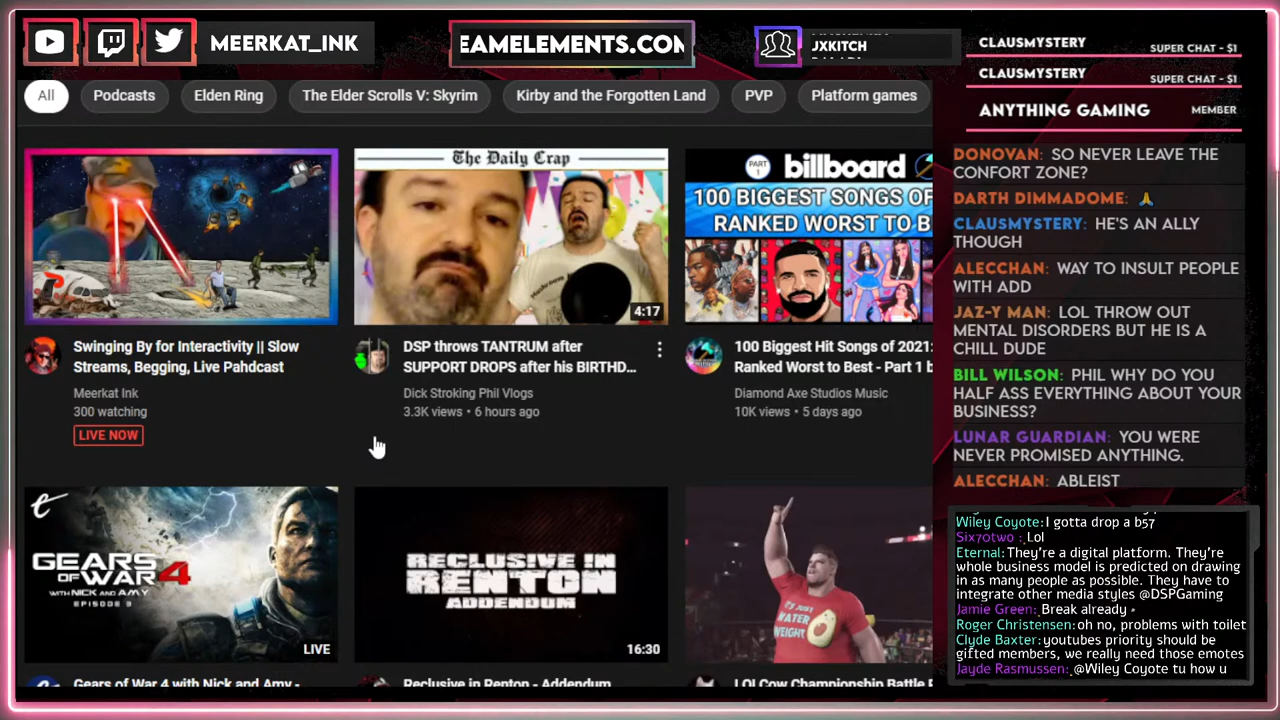 MEERKAT_INK
EAMELEMENTS.CON
JXKITCH
CLAUSMYSTERY SUPER CHAT - $1
CLAUSMYSTERY SUPER CHAT - $1
ANYTHING GAMING MEMBER
All Podcasts Elden Ring The Elder Scrolls V: Skyrim Kirby and the Forgotten Land PVP Platform games
The Daily Crap
4:17
PART 1 billboard
100 BIGGEST SONGS OF
RANKED WORST TO B
Swinging By for Interactivity || Slow
Streams, Begging, Live Pahdcast
Meerkat Ink
300 watching
LIVE NOW
DSP throws TANTRUM after
SUPPORT DROPS after his BIRTHD...
Dick Stroking Phil Vlogs
3.3K views • 6 hours ago
100 Biggest Hit Songs of 2021:
Ranked Worst to Best - Part 1 b
Diamond Axe Studios Music
10K views • 5 days ago
e
GEARS
OF WAR 4
WITH NICK AND AMY
EPISODE 3
LIVE
RECLUSIVE IN
RENTON
ADDENDUM
16:30
IT'S JUST
WATER
WEIGHT
Gears of War 4 with Nick and Amy -
Reclusive in Renton - Addendum
LOLCow Championship Battle F
DONOVAN: SO NEVER LEAVE THE
CONFORT ZONE?
DARTH DIMMADOME: 🙏
CLAUSMYSTERY: HE'S AN ALLY
THOUGH
ALECCHAN: WAY TO INSULT PEOPLE
WITH ADD
JAZ-Y MAN: LOL THROW OUT
MENTAL DISORDERS BUT HE IS A
CHILL DUDE
BILL WILSON: PHIL WHY DO YOU
HALF ASS EVERYTHING ABOUT YOUR
BUSINESS?
LUNAR GUARDIAN: YOU WERE
NEVER PROMISED ANYTHING.
ALECCHAN: ABLEIST
Wiley Coyote: I gotta drop a b57
Six7otwo : Lol
Eternal: They're a digital platform. They're
whole business model is predicted on drawing
in as many people as possible. They have to
integrate other media styles @DSPGaming
Jamie Green: Break already
Roger Christensen: oh no, problems with toilet
Clyde Baxter: youtubes priority should be
gifted members, we really need those emotes
Jayde Rasmussen: @Wiley Coyote tu how u